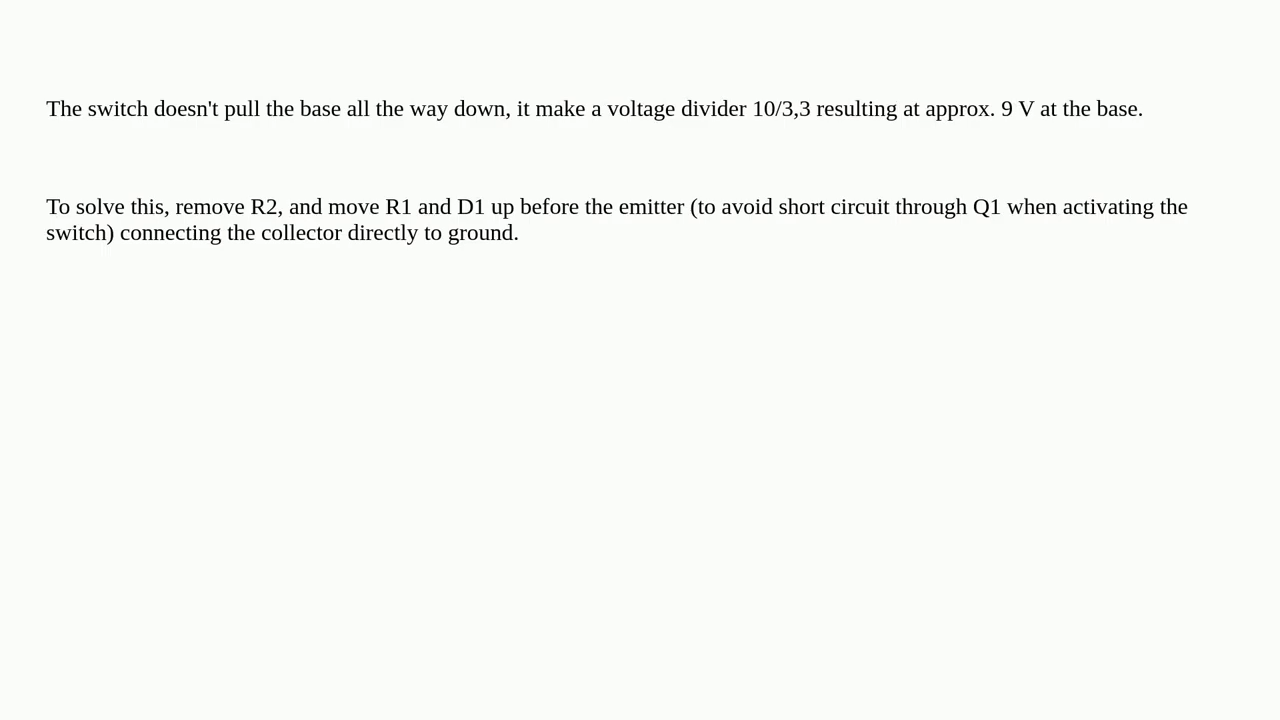 The switch doesn't pull the base all the way down, it make a voltage divider 10/3,3 resulting at approx. 9 V at the base.
To solve this, remove R2, and move R1 and D1 up before the emitter (to avoid short circuit through Q1 when activating the
switch) connecting the collector directly to ground.